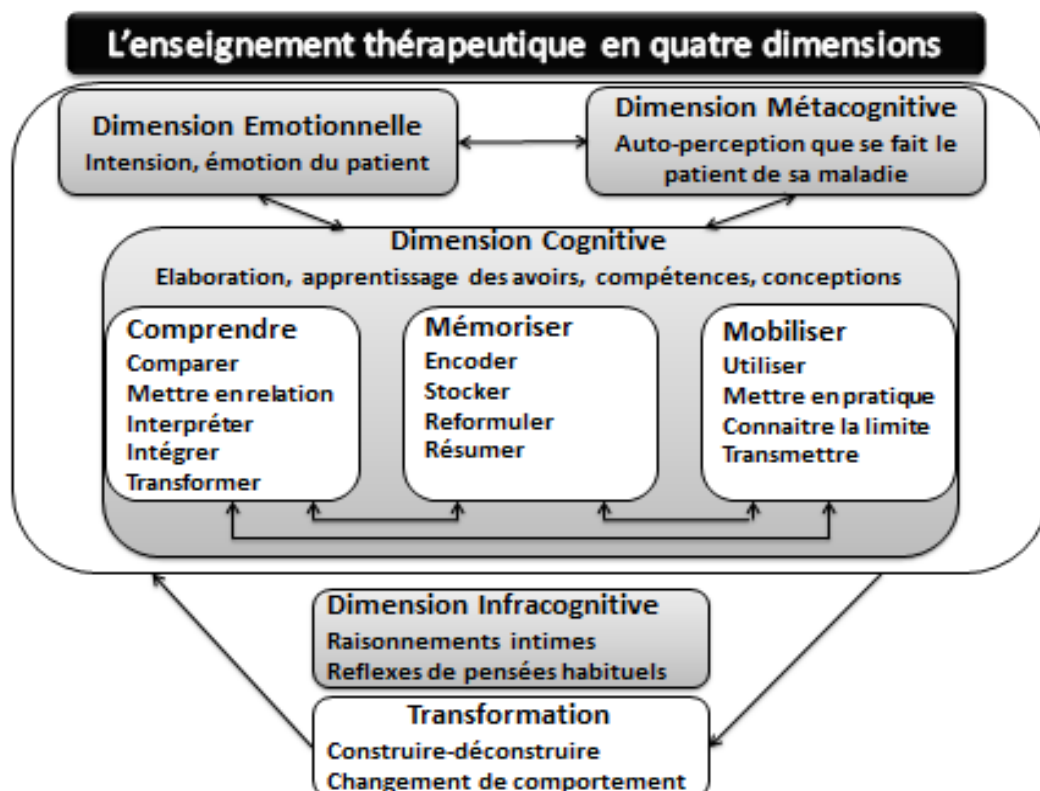 L'enseignement thérapeutique en quatre dimensions
Dimension Emotionnelle
Intension, émotion du patient
Dimension Métacognitive
Auto-perception que se fait le
patient de sa maladie
Dimension Cognitive
Elaboration, apprentissage des avoirs, compétences, conceptions
Comprendre
Comparer
Mettre en relation
Interpréter
Intégrer
Transformer
Mémoriser
Encoder
Stocker
Reformuler
Résumer
Mobiliser
Utiliser
Mettre en pratique
Connaitre la limite
Transmettre
Dimension Infracognitive
Raisonnements intimes
Reflexes de pensées habituels
Transformation
Construire-déconstruire
Changement de comportement